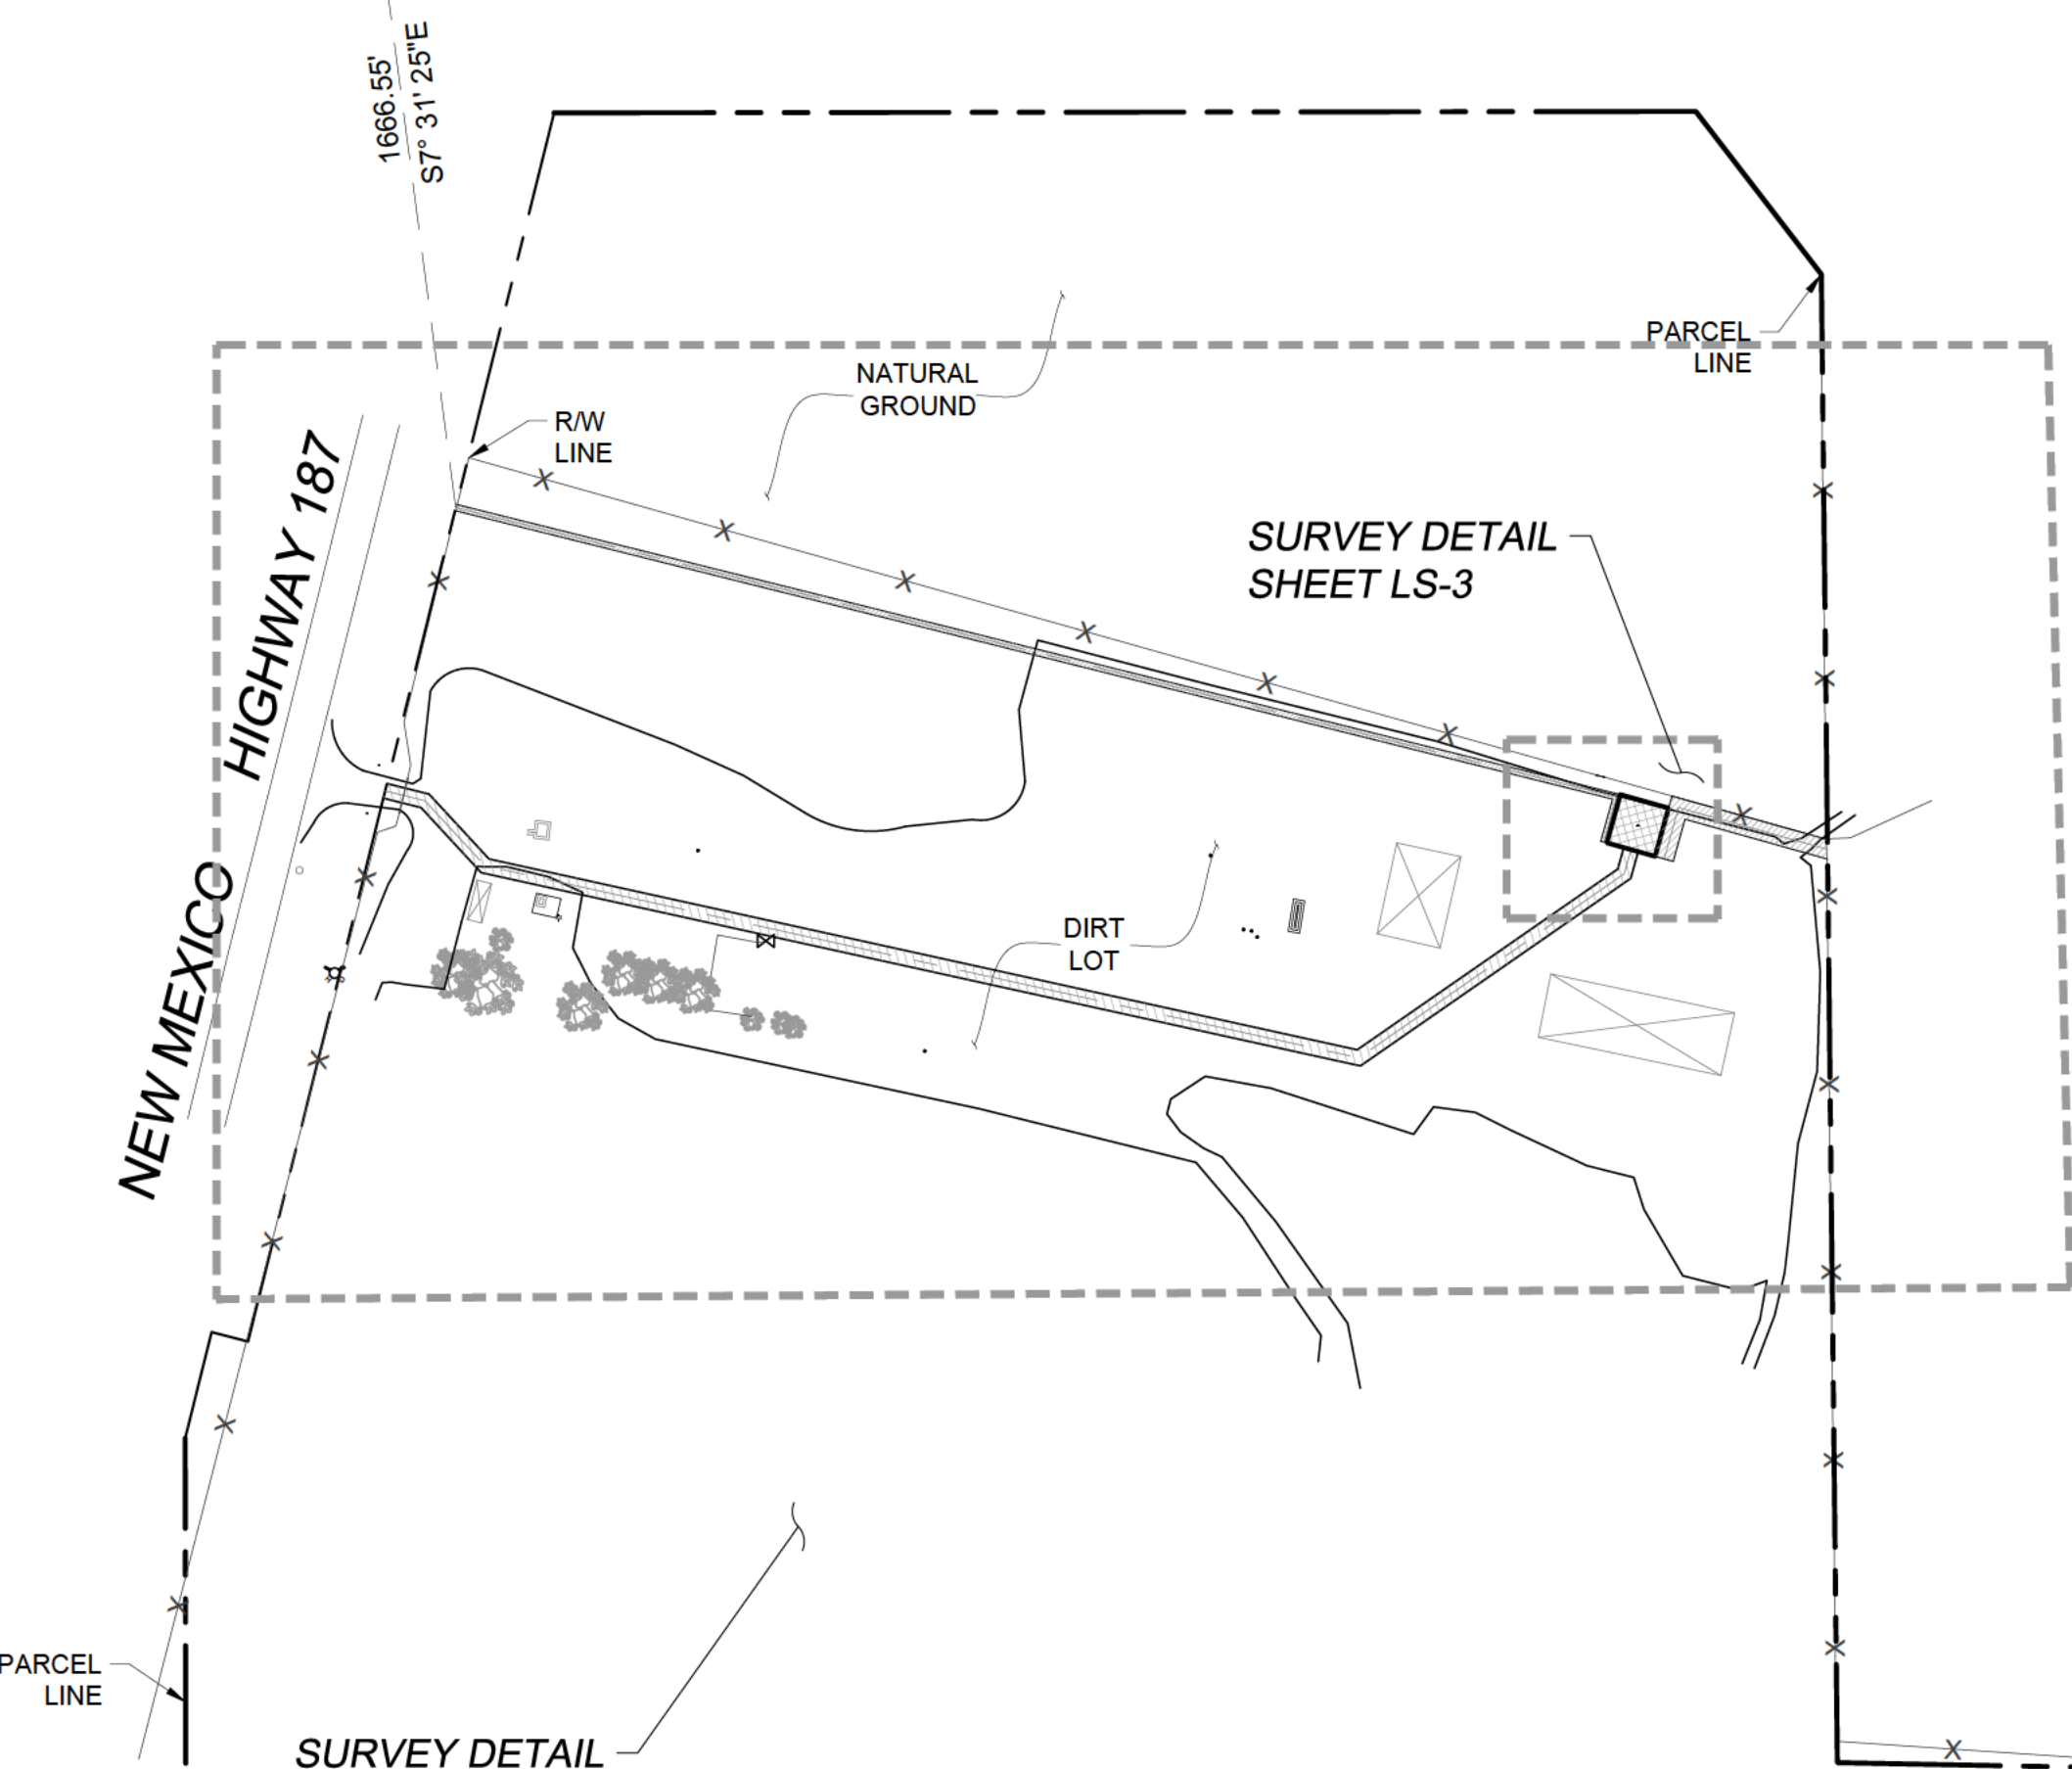 1666.55'
S7° 31' 25"E
PARCEL
LINE
NATURAL
GROUND
R/W
LINE
SURVEY DETAIL
SHEET LS-3
NEW MEXICO HIGHWAY 187
DIRT
LOT
PARCEL
LINE
SURVEY DETAIL